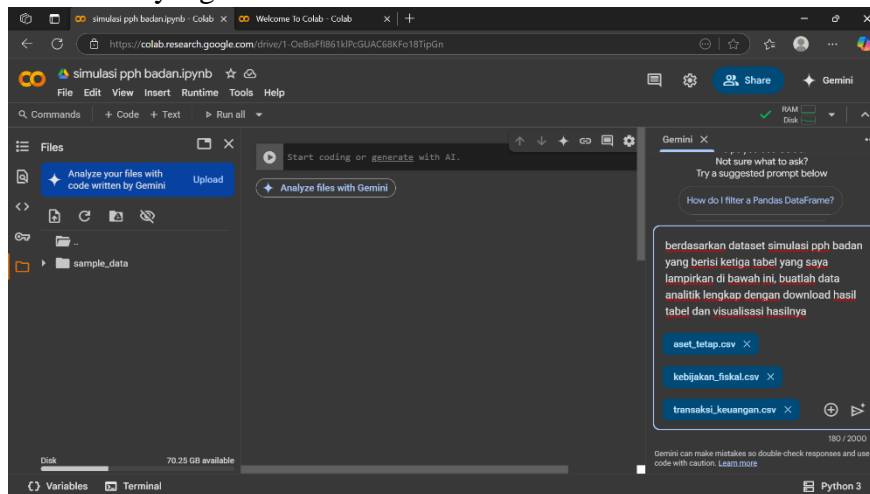 simulasi pph badan.ipynb - Colab
Welcome To Colab - Colab
https://colab.research.google.com/drive/1-OeBisFfI861klPcGUAC68KFo18TipGn
simulasi pph badan.ipynb
Share
Gemini
File Edit View Insert Runtime Tools Help
Commands + Code + Text Run all
RAM
Disk
Files
Analyze your files with
code written by Gemini
Upload
..
sample_data
Disk
70.25 GB available
Start coding or generate with AI.
Analyze files with Gemini
Gemini
Not sure what to ask?
Try a suggested prompt below
How do I filter a Pandas DataFrame?
berdasarkan dataset simulasi pph badan
yang berisi ketiga tabel yang saya
lampirkan di bawah ini, buatlah data
analitik lengkap dengan download hasil
tabel dan visualisasi hasilnya
aset_tetap.csv
kebijakan_fiskal.csv
transaksi_keuangan.csv
180 / 2000
Gemini can make mistakes so double check responses and use
code with caution. Learn more
Variables Terminal
Python 3